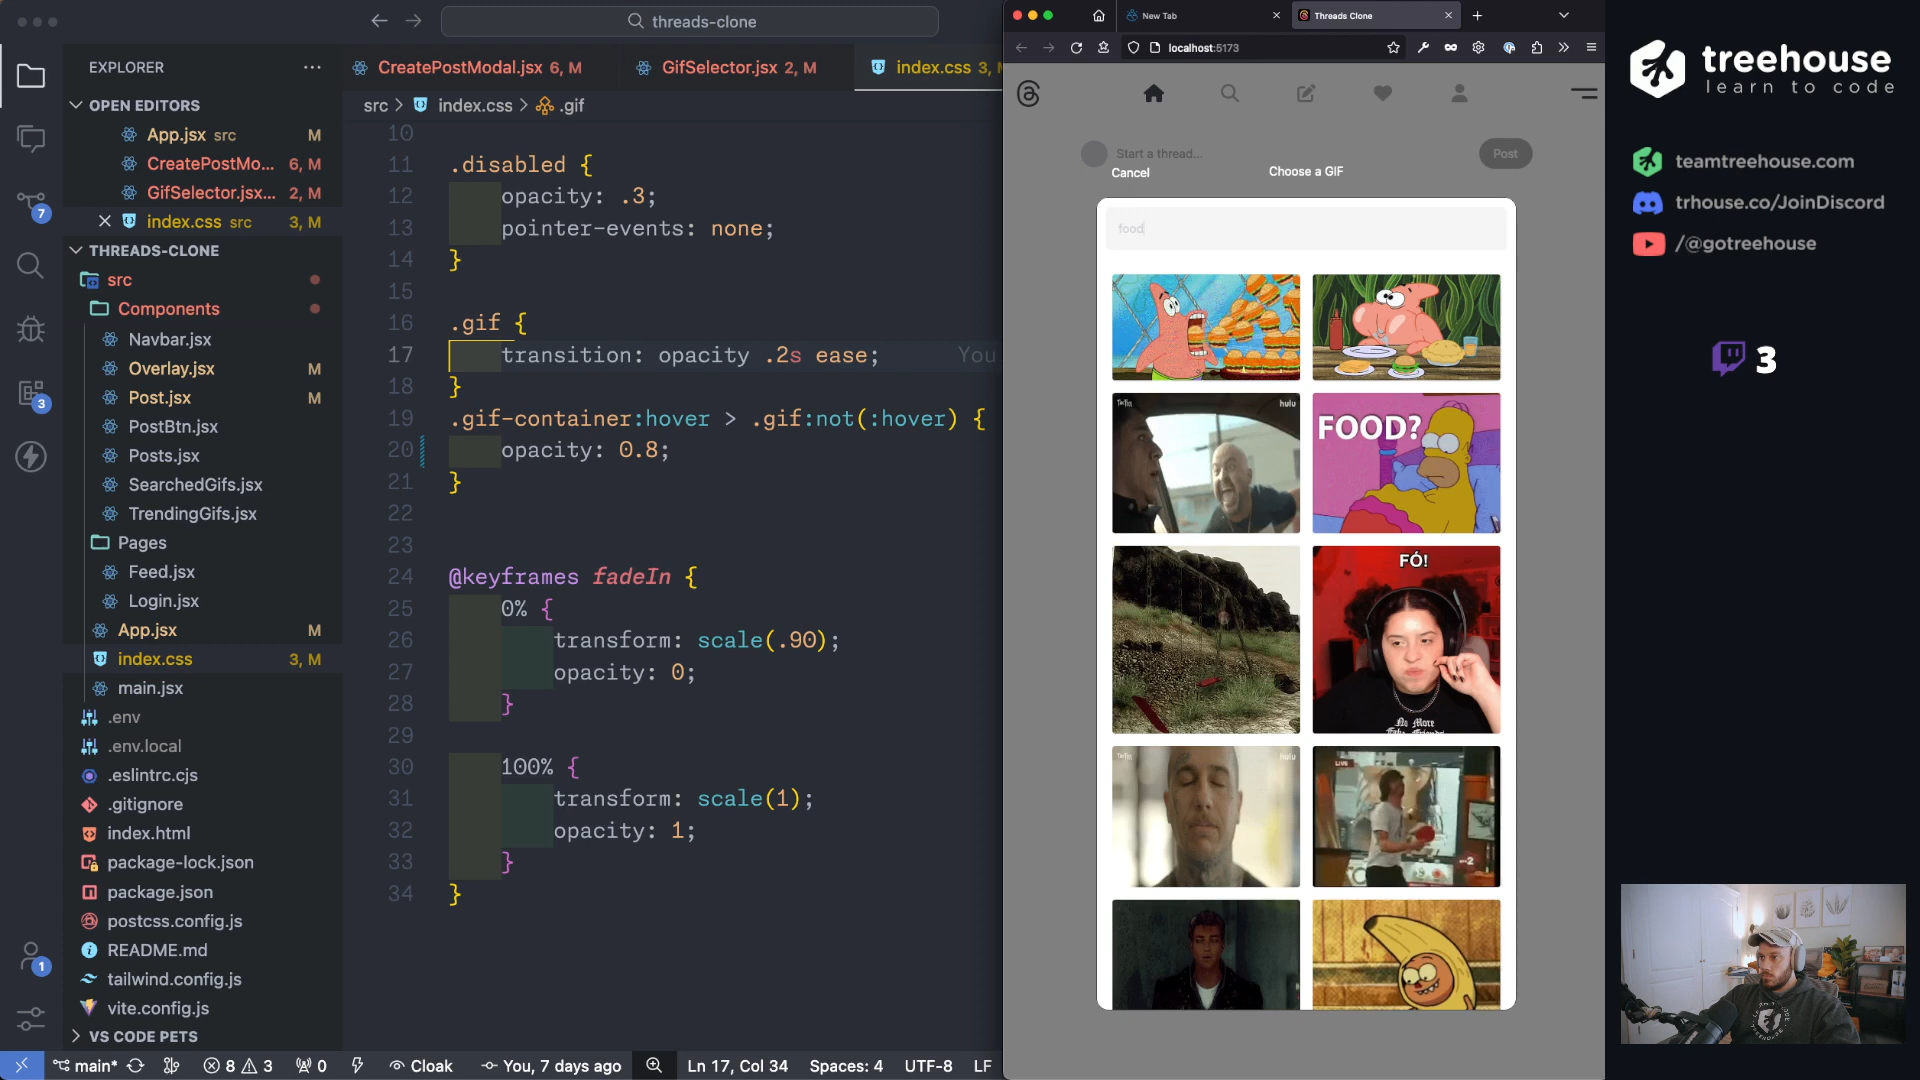 threads-clone
EXPLORER
OPEN EDITORS
App.jsx src M
CreatePostMo... 6, M
GifSelector.jsx... 2, M
index.css src 3, M
THREADS-CLONE
src
Components
Navbar.jsx
Overlay.jsx M
Post.jsx M
PostBtn.jsx
Posts.jsx
SearchedGifs.jsx
TrendingGifs.jsx
Pages
Feed.jsx
Login.jsx
App.jsx M
index.css 3, M
main.jsx
.env
.env.local
.eslintrc.cjs
.gitignore
index.html
package-lock.json
package.json
postcss.config.js
README.md
tailwind.config.js
vite.config.js
VS CODE PETS
7
3
1
CreatePostModal.jsx 6, M
GifSelector.jsx 2, M
index.css 3, M
src > index.css > .gif
10
11 .disabled {
12 opacity: .3;
13 pointer-events: none;
14 }
15
16 .gif {
17 transition: opacity .2s ease; You
18 }
19 .gif-container:hover > .gif:not(:hover) {
20 opacity: 0.8;
21 }
22
23
24 @keyframes fadeIn {
25 0% {
26 transform: scale(.90);
27 opacity: 0;
28 }
29
30 100% {
31 transform: scale(1);
32 opacity: 1;
33 }
34 }
main* 8 3 0 Cloak You, 7 days ago Ln 17, Col 34 Spaces: 4 UTF-8 LF
New Tab
Threads Clone
localhost:5173
Start a thread...
Post
Cancel
Choose a GIF
food
hulu
FOOD?
FÓ!
No More
hulu
LIVE
treehouse
learn to code
teamtreehouse.com
trhouse.co/JoinDiscord
/@gotreehouse
3